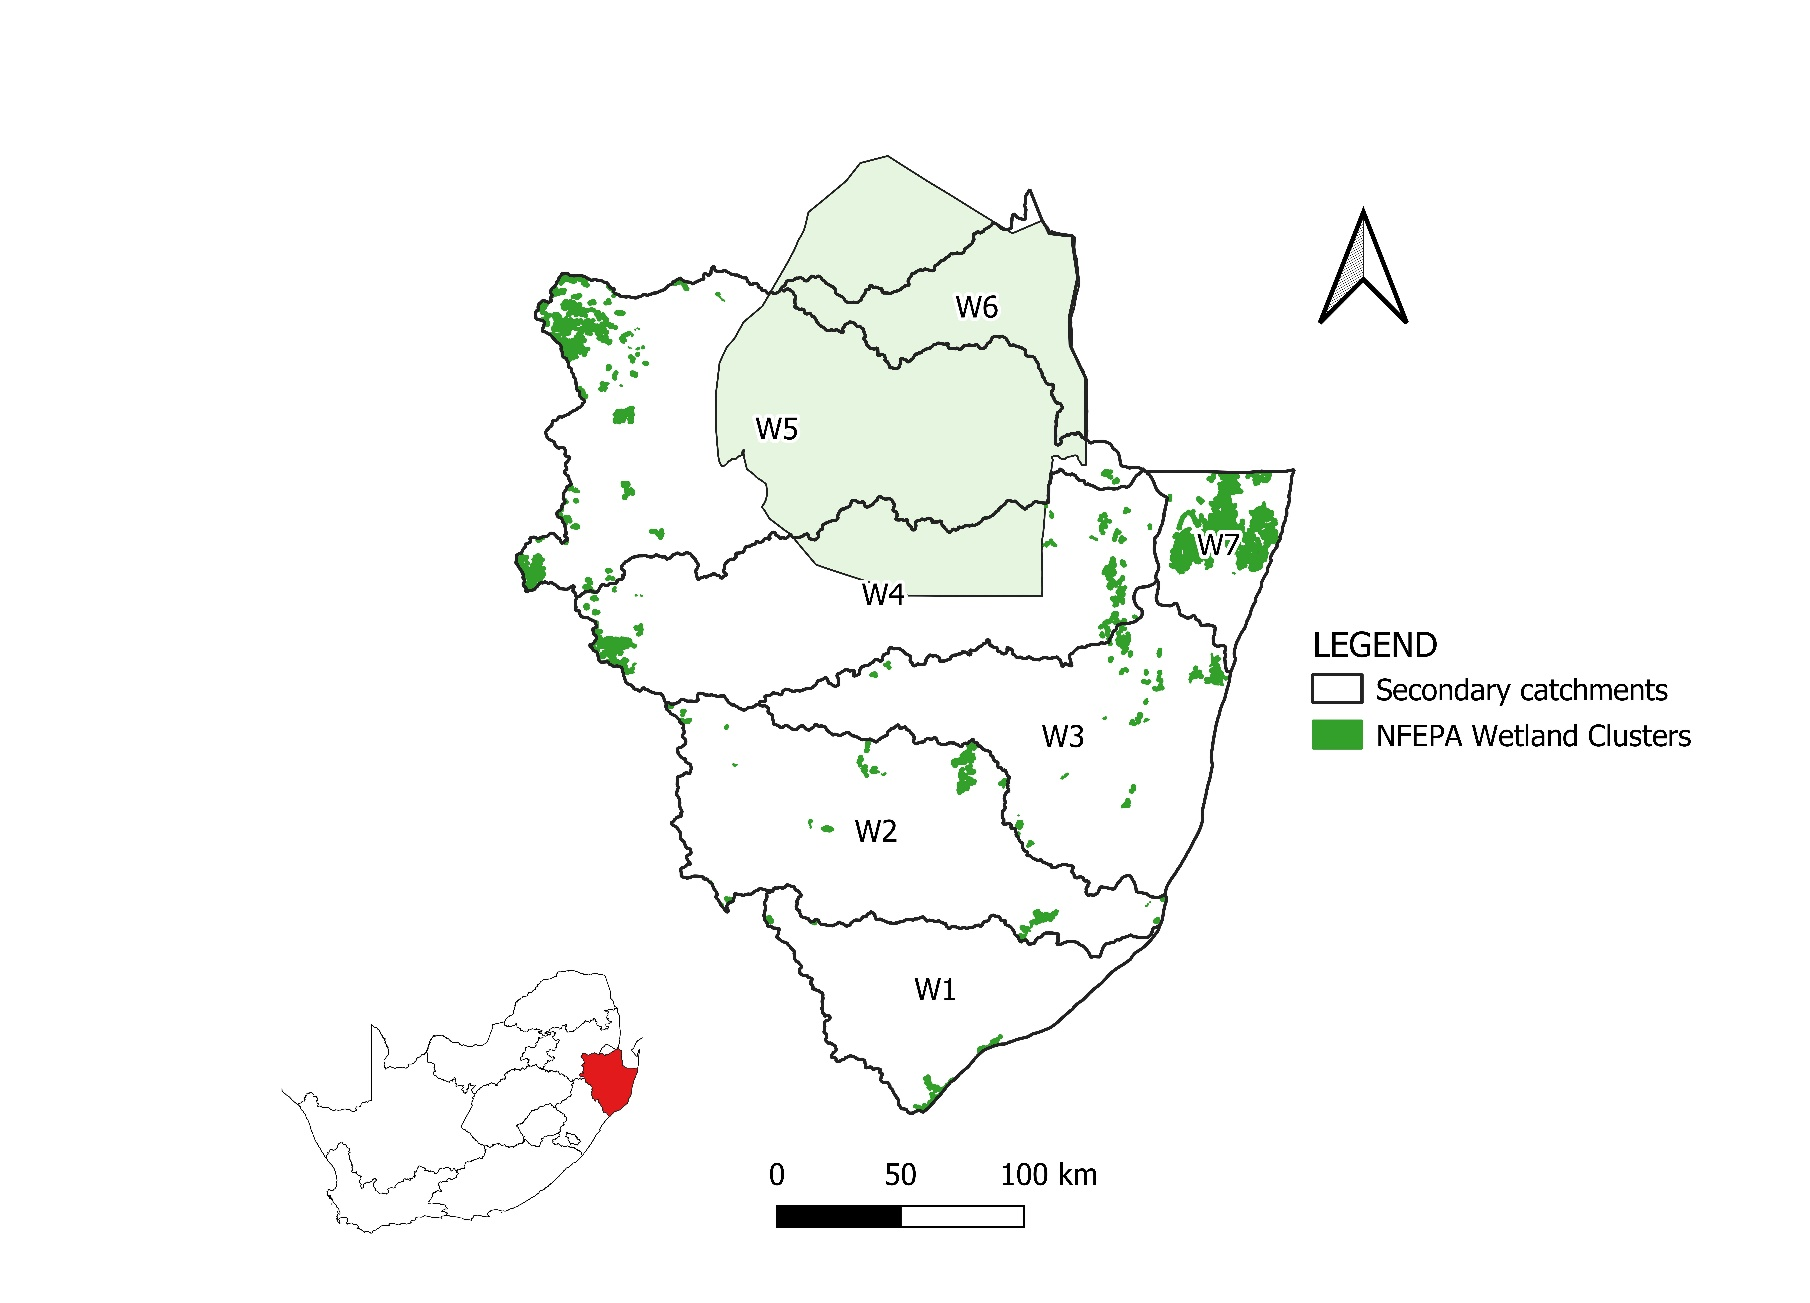 W6
W5
W7
W4
LEGEND
Secondary catchments
NFEPA Wetland Clusters
W3
W2
W1
0 50 100 km